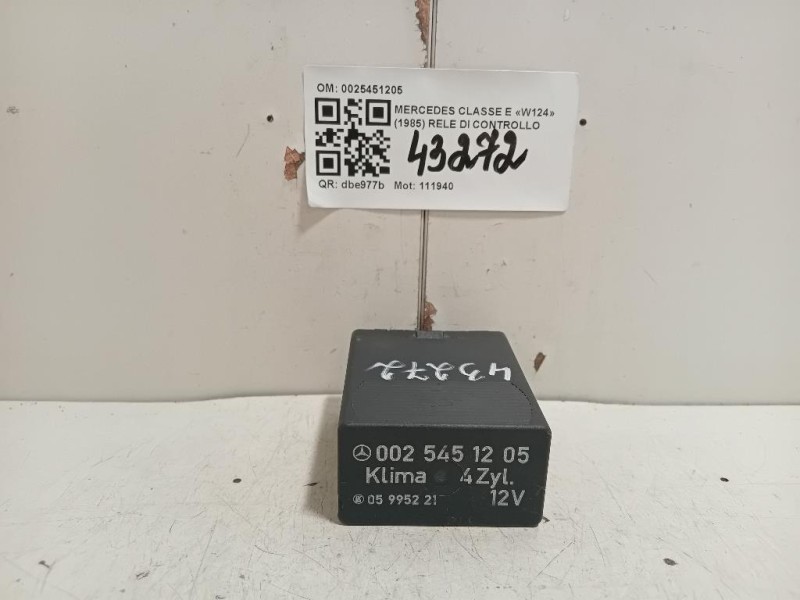 OM: 0025451205
MERCEDES CLASSE E «W124»
(1985) RELE DI CONTROLLO
43272
QR: dbe977b Mot: 111940
43272
002 545 12 05
Klima 4Zyl.
05 9952 21 12V